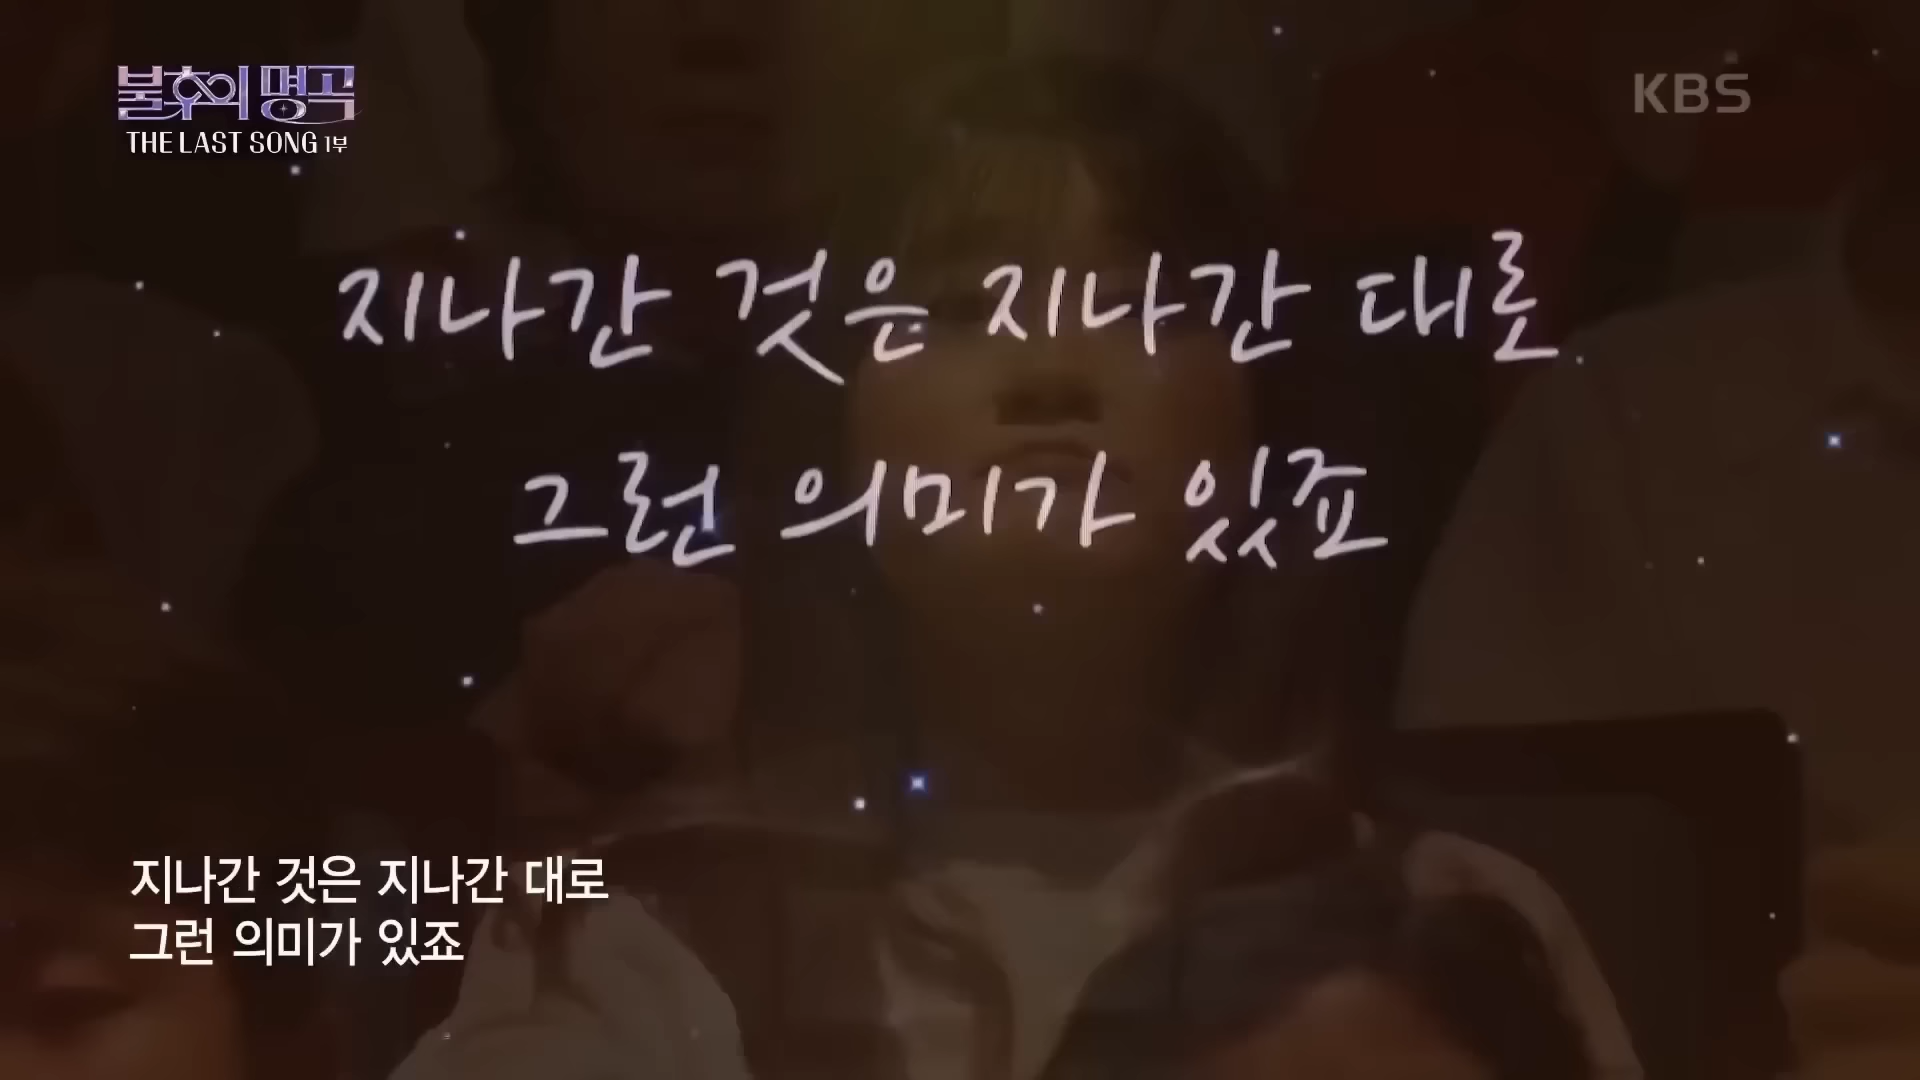 불후의 명곡
THE LAST SONG 1부
KBS
지나간 것은 지나간 대로
그런 의미가 있죠
지나간 것은 지나간 대로
그런 의미가 있죠